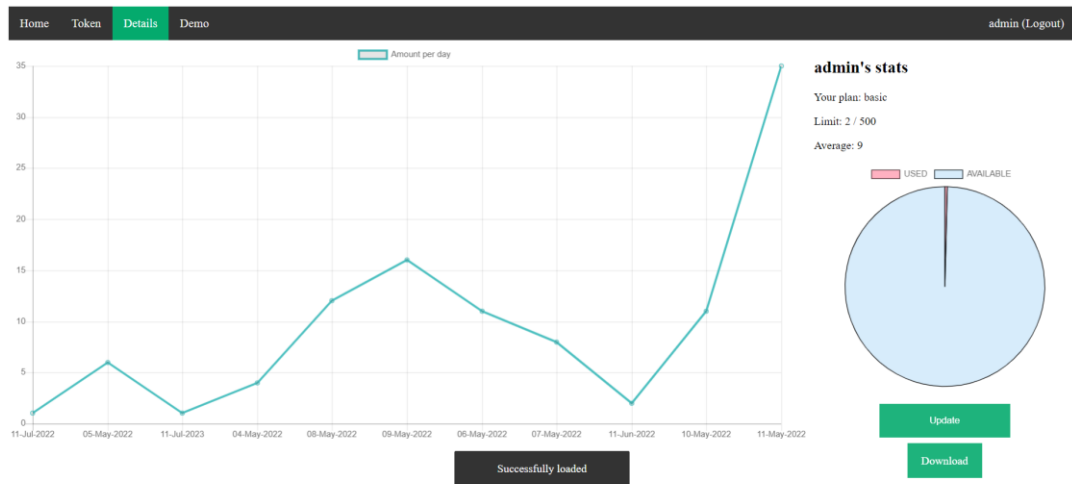 Home Token Details Demo admin (Logout)
Amount per day
35
30
25
20
15
10
5
0
11-Jul-2022 05-May-2022 11-Jul-2023 04-May-2022 08-May-2022 09-May-2022 06-May-2022 07-May-2022 11-Jun-2022 10-May-2022 11-May-2022
Successfully loaded
admin's stats
Your plan: basic
Limit: 2 / 500
Average: 9
USED AVAILABLE
Update
Download